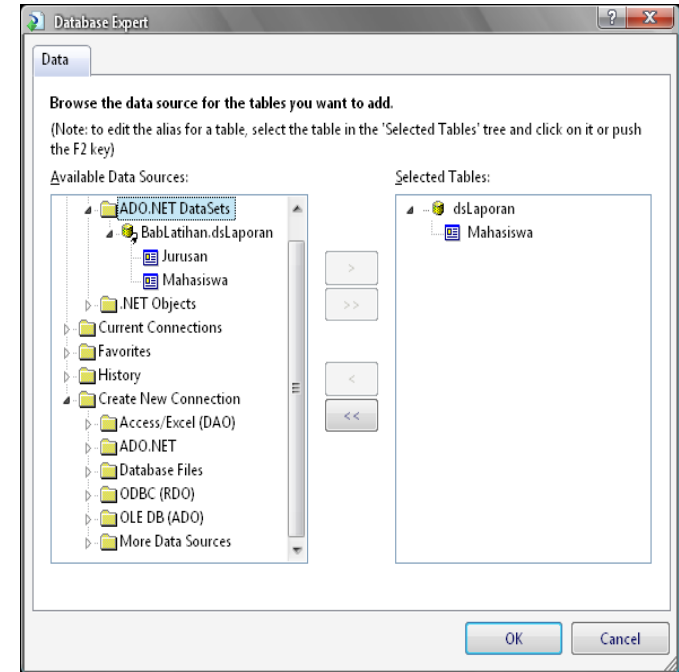 Database Expert
?
X
Data
Browse the data source for the tables you want to add.
(Note: to edit the alias for a table, select the table in the 'Selected Tables' tree and click on it or push
the F2 key)
Available Data Sources:
ADO.NET DataSets
BabLatihan.dsLaporan
Jurusan
Mahasiswa
.NET Objects
Current Connections
Favorites
History
Create New Connection
Access/Excel (DAO)
ADO.NET
Database Files
ODBC (RDO)
OLE DB (ADO)
More Data Sources
>
>>
<
<<
Selected Tables:
dsLaporan
Mahasiswa
OK
Cancel